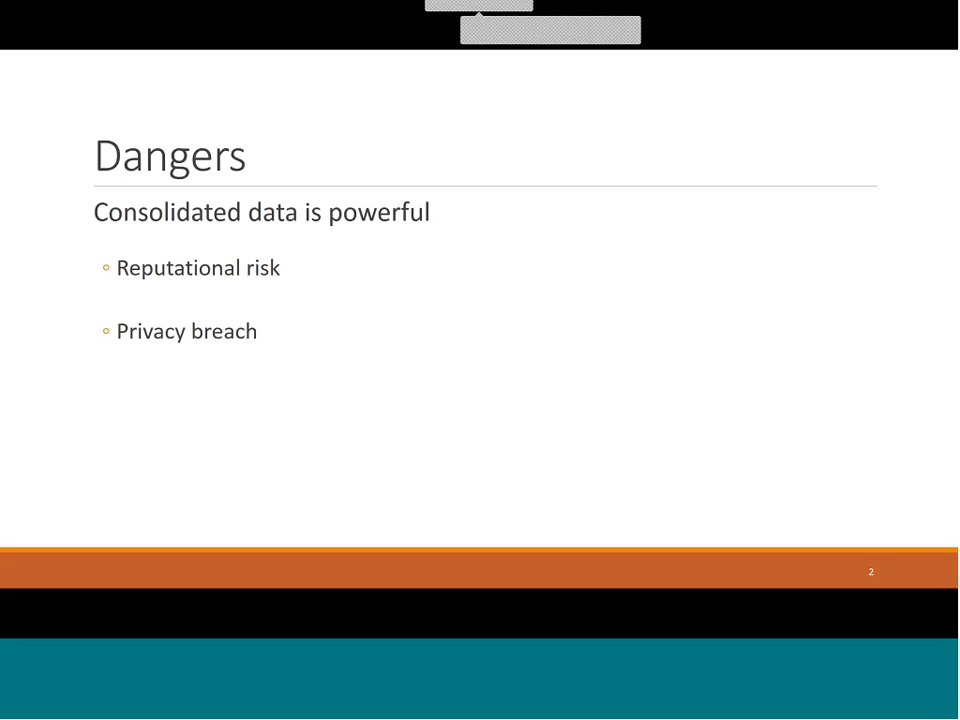 Dangers
Consolidated data is powerful
◦ Reputational risk
◦ Privacy breach
2